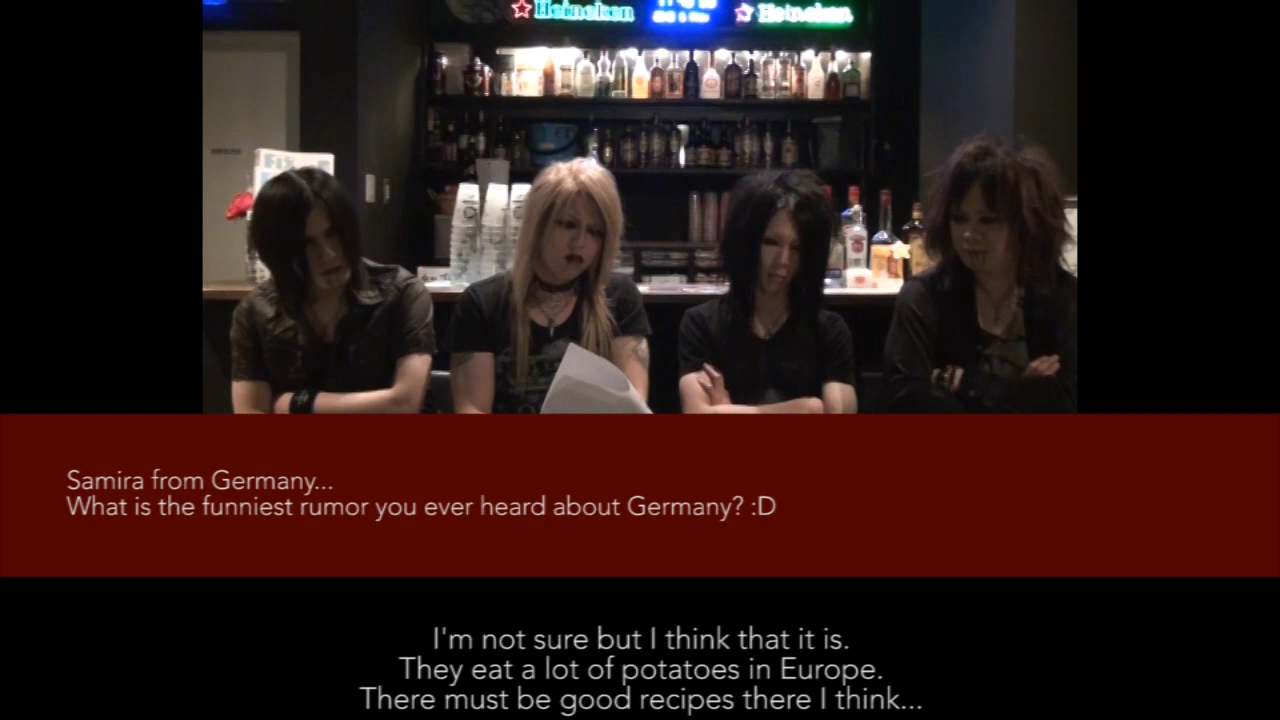 Heineken
Heineken
Samira from Germany...
What is the funniest rumor you ever heard about Germany? :D
I'm not sure but I think that it is.
They eat a lot of potatoes in Europe.
There must be good recipes there I think...